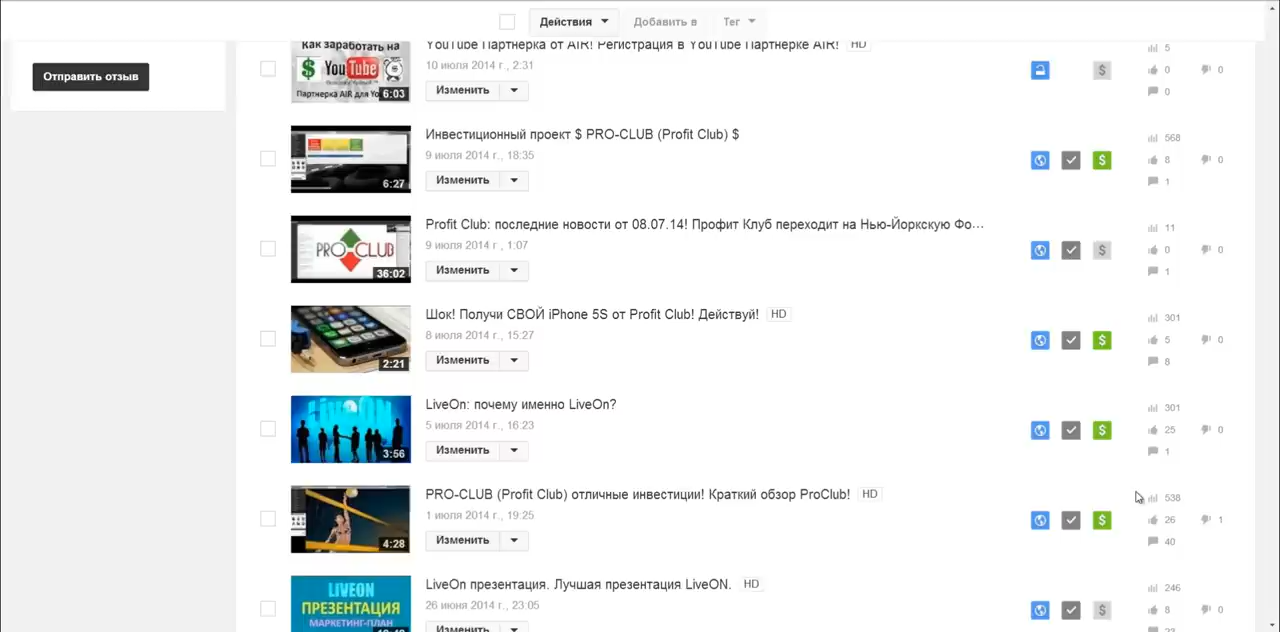 Действия Добавить в Тег
Отправить отзыв
Как заработать на
$ YouTube
Партнерка AIR для Yo
6:03
YouTube Партнерка от AIR! Регистрация в YouTube Партнерке AIR! HD
10 июля 2014 г., 2:31
Изменить
$
5
0 0
0
6:27
Инвестиционный проект $ PRO-CLUB (Profit Club) $
9 июля 2014 г., 18:35
Изменить
$
568
8 0
1
PRO-CLUB
36:02
Profit Club: последние новости от 08.07.14! Профит Клуб переходит на Нью-Йоркскую Фо...
9 июля 2014 г., 1:07
Изменить
$
11
0 0
1
2:21
Шок! Получи СВОЙ iPhone 5S от Profit Club! Действуй! HD
8 июля 2014 г., 15:27
Изменить
$
301
5 0
8
LiveOn
3:56
LiveOn: почему именно LiveOn?
5 июля 2014 г., 16:23
Изменить
$
301
25 0
1
4:28
PRO-CLUB (Profit Club) отличные инвестиции! Краткий обзор ProClub! HD
1 июля 2014 г., 19:25
Изменить
$
538
26 1
40
LIVEON
ПРЕЗЕНТАЦИЯ
МАРКЕТИНГ-ПЛАН
LiveOn презентация. Лучшая презентация LiveON. HD
26 июня 2014 г., 23:05
Изменить
$
246
8 0